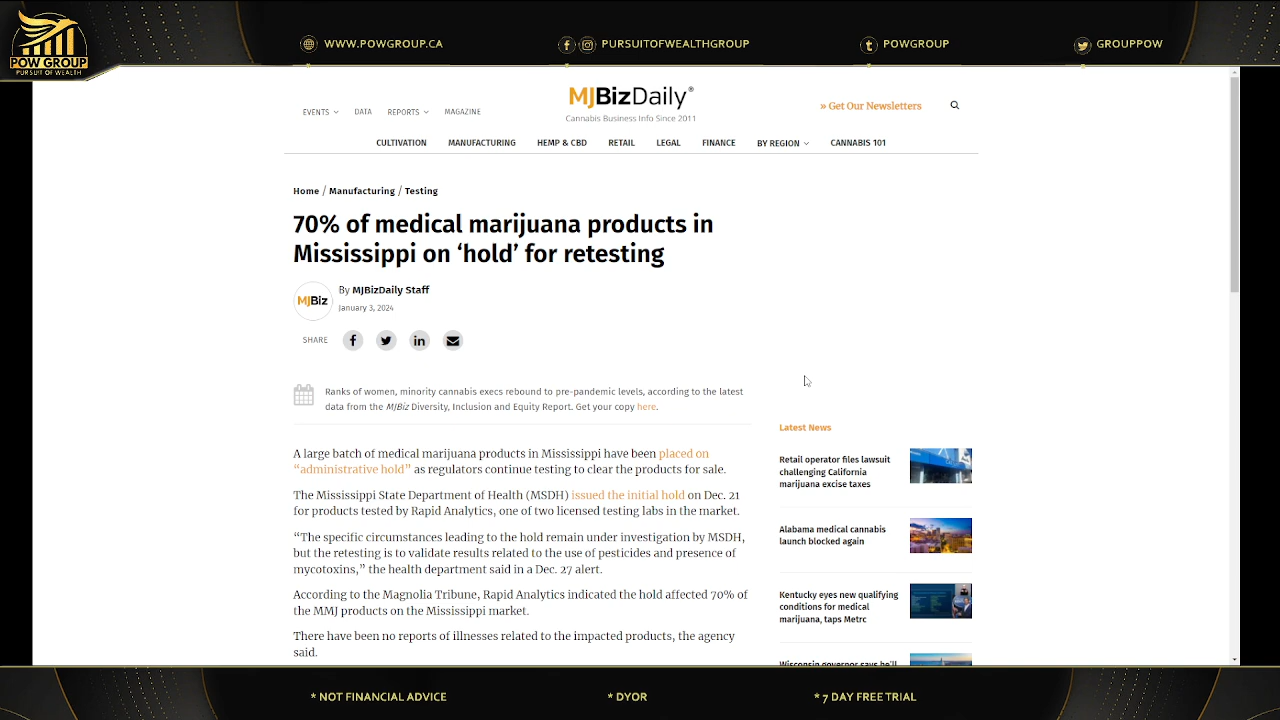 POW GROUP
PURSUIT OF WEALTH
WWW.POWGROUP.CA
PURSUITOFWEALTHGROUP
POWGROUP
GROUPPOW
EVENTS
DATA
REPORTS
MAGAZINE
MJBizDaily®
Cannabis Business Info Since 2011
» Get Our Newsletters
CULTIVATION MANUFACTURING HEMP & CBD RETAIL LEGAL FINANCE BY REGION CANNABIS 101
Home / Manufacturing / Testing
70% of medical marijuana products in
Mississippi on ‘hold’ for retesting
MJBiz
By MJBizDaily Staff
January 3, 2024
SHARE
Ranks of women, minority cannabis execs rebound to pre-pandemic levels, according to the latest
data from the MJBiz Diversity, Inclusion and Equity Report. Get your copy here.
A large batch of medical marijuana products in Mississippi have been placed on
“administrative hold” as regulators continue testing to clear the products for sale.
The Mississippi State Department of Health (MSDH) issued the initial hold on Dec. 21
for products tested by Rapid Analytics, one of two licensed testing labs in the market.
“The specific circumstances leading to the hold remain under investigation by MSDH,
but the retesting is to validate results related to the use of pesticides and presence of
mycotoxins,” the health department said in a Dec. 27 alert.
According to the Magnolia Tribune, Rapid Analytics indicated the hold affected 70% of
the MMJ products on the Mississippi market.
There have been no reports of illnesses related to the impacted products, the agency
said.
Latest News
Retail operator files lawsuit
challenging California
marijuana excise taxes
Alabama medical cannabis
launch blocked again
Kentucky eyes new qualifying
conditions for medical
marijuana, taps Metrc
Wisconsin governor says he'll
* NOT FINANCIAL ADVICE
* DYOR
* 7 DAY FREE TRIAL